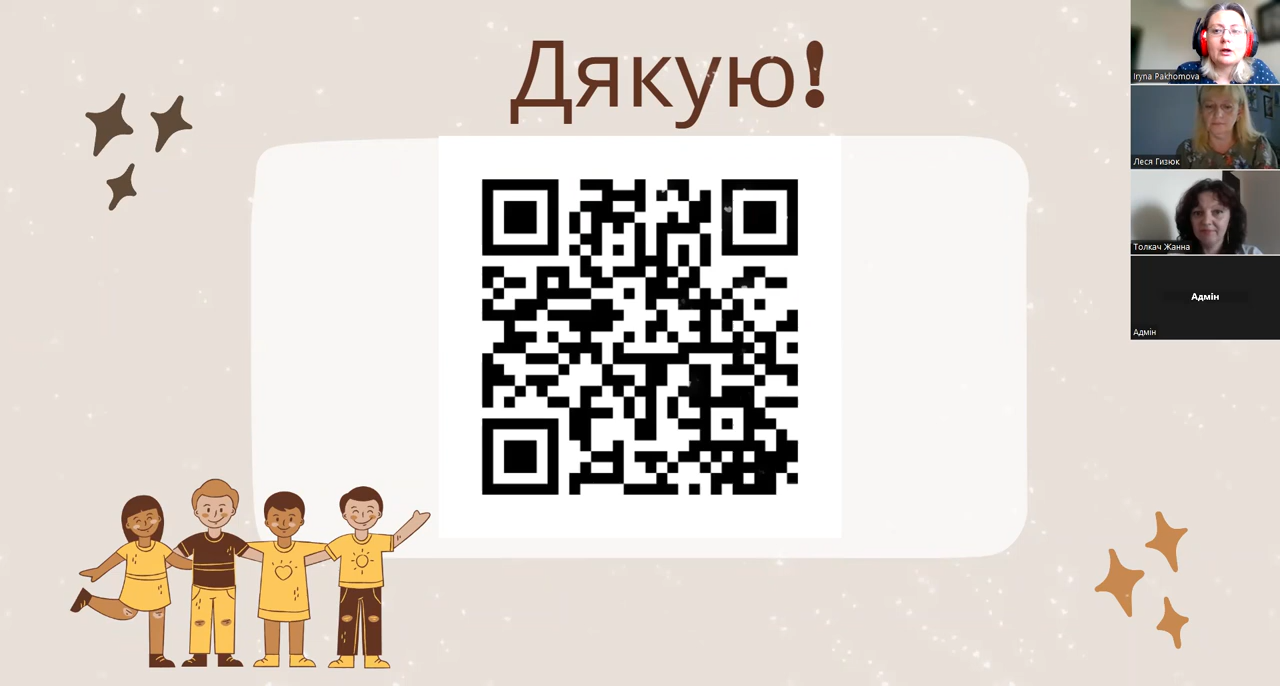 Дякую!
Iryna Pakhomova
Леся Гизюк
Толкач Жанна
Адмін
Адмін